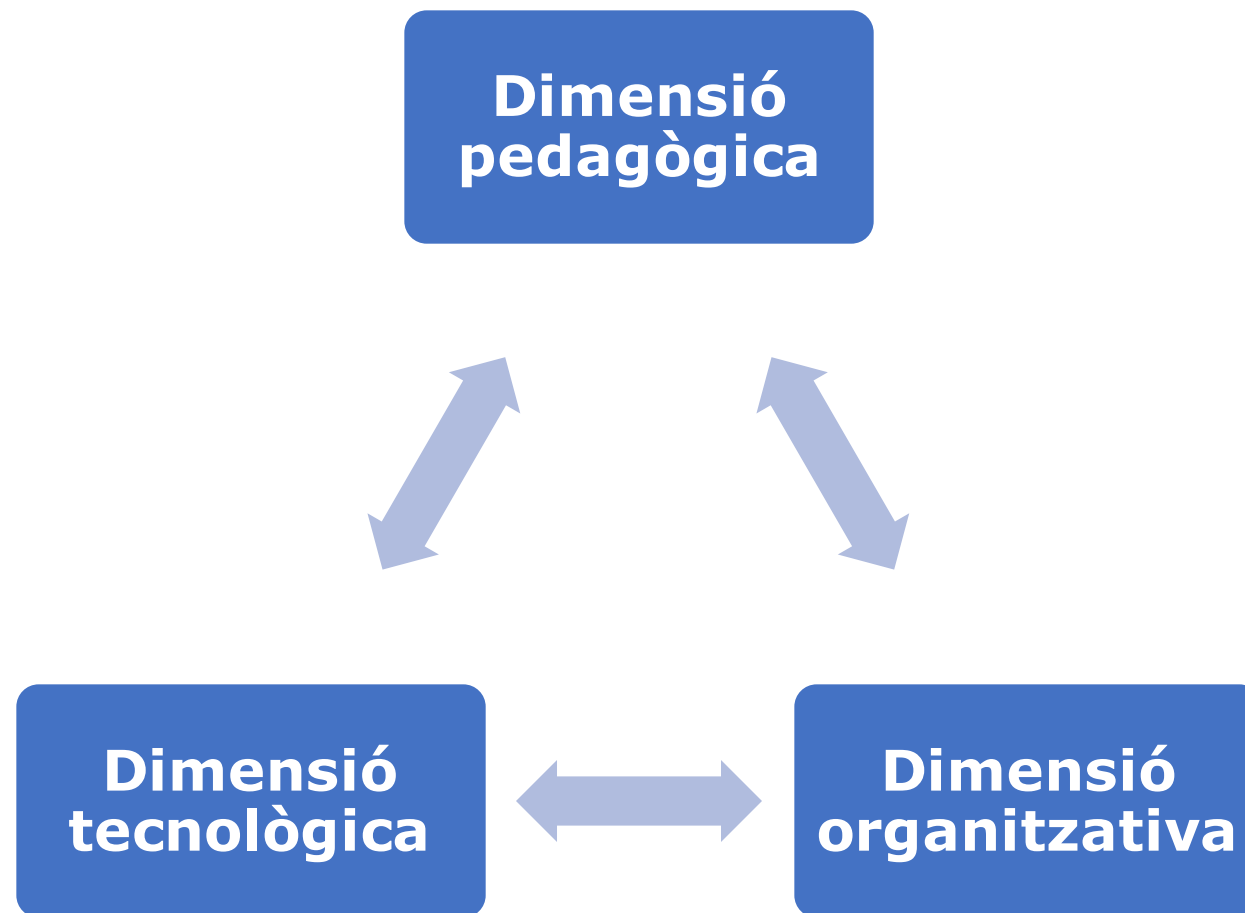 Dimensió
pedagògica
Dimensió
tecnològica
Dimensió
organitzativa